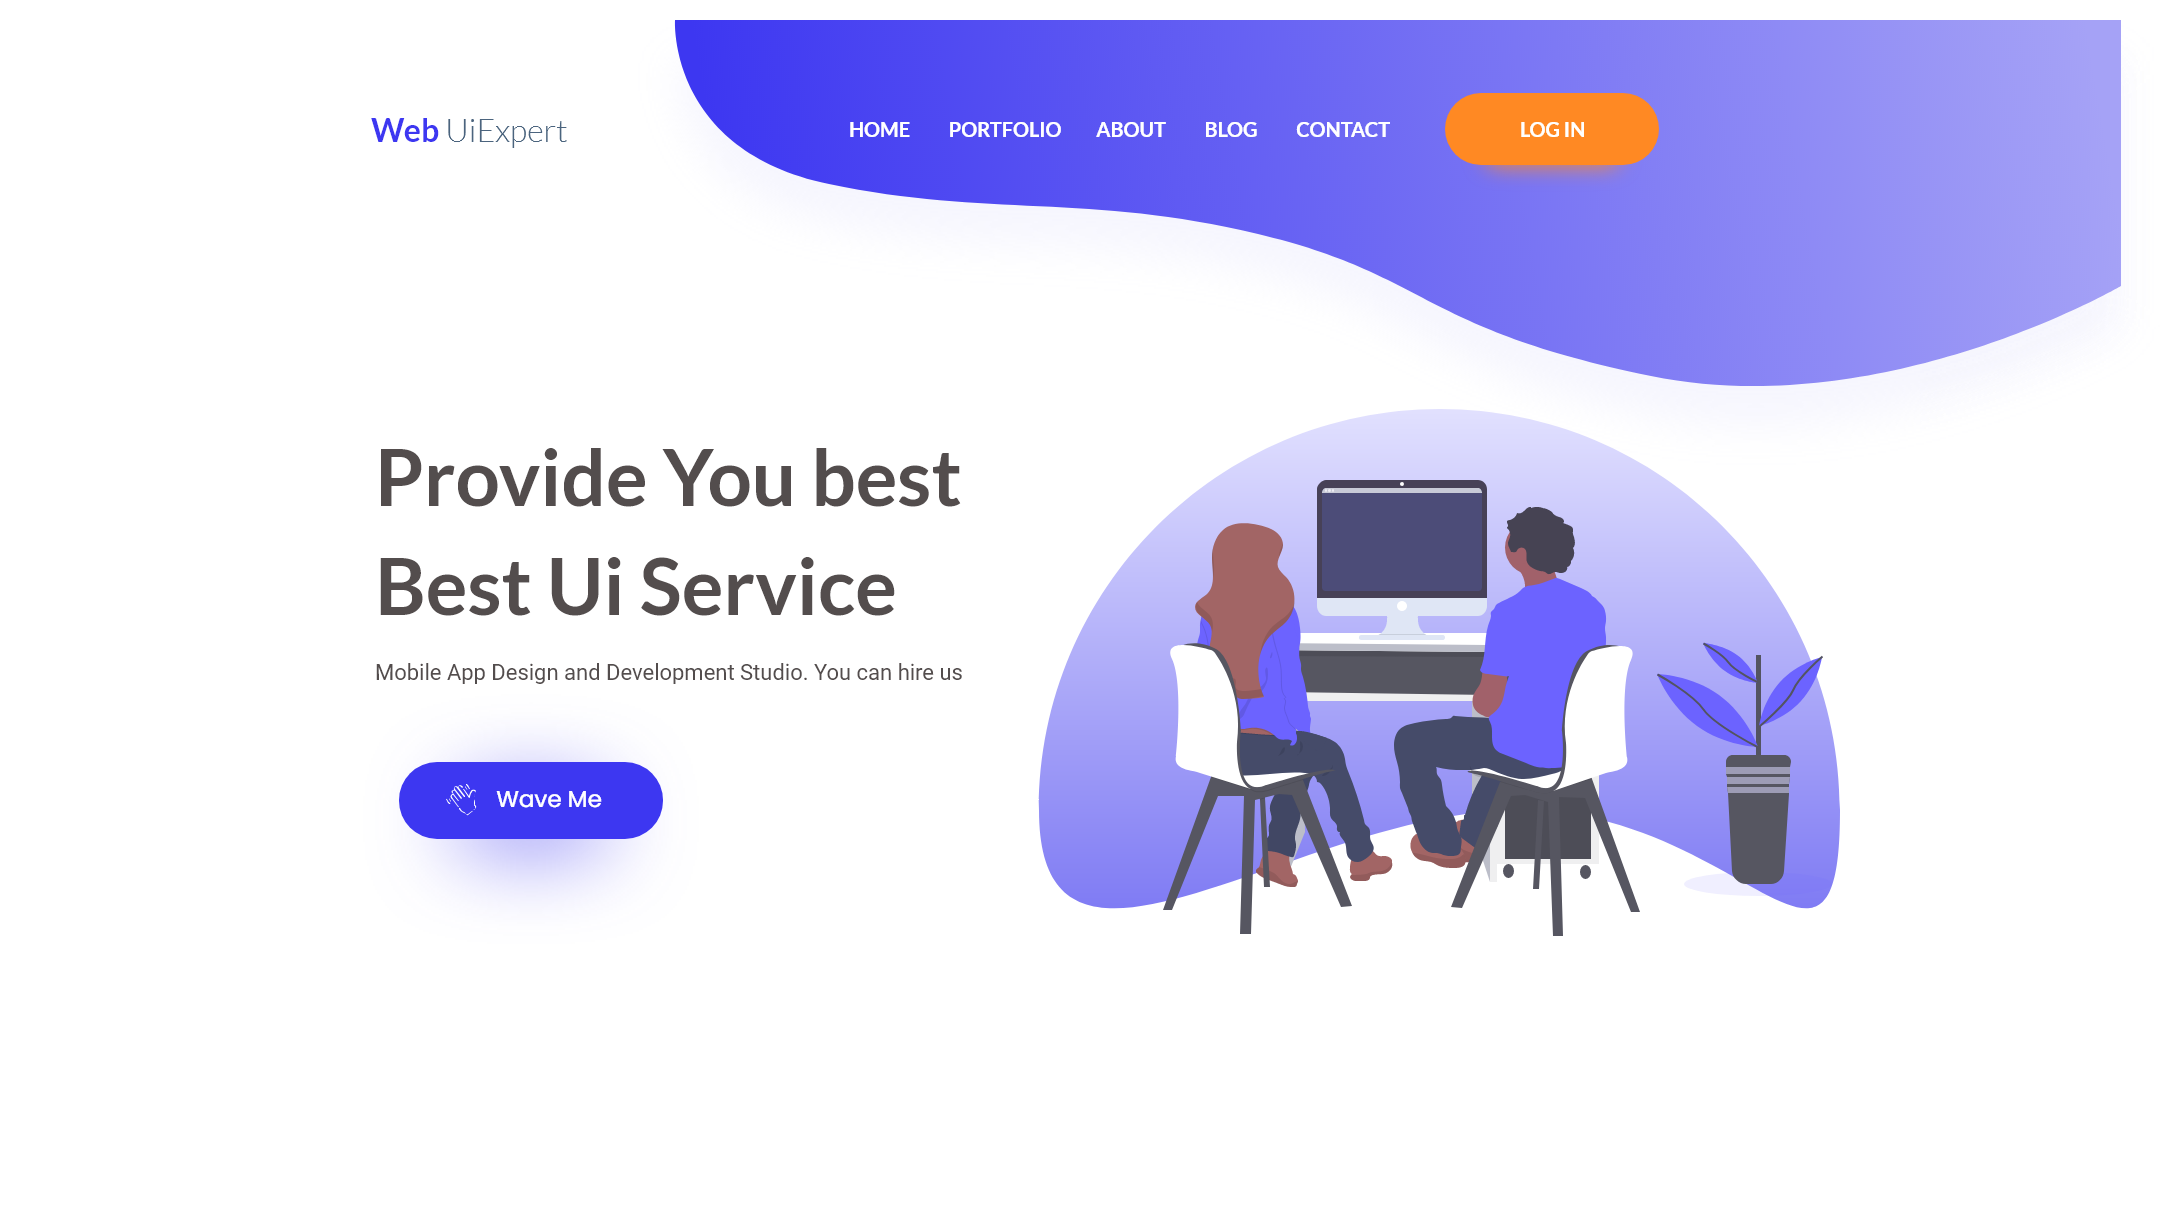 Web UiExpert
HOME PORTFOLIO ABOUT BLOG CONTACT LOG IN
Provide You best
Best Ui Service
Mobile App Design and Development Studio. You can hire us
Wave Me